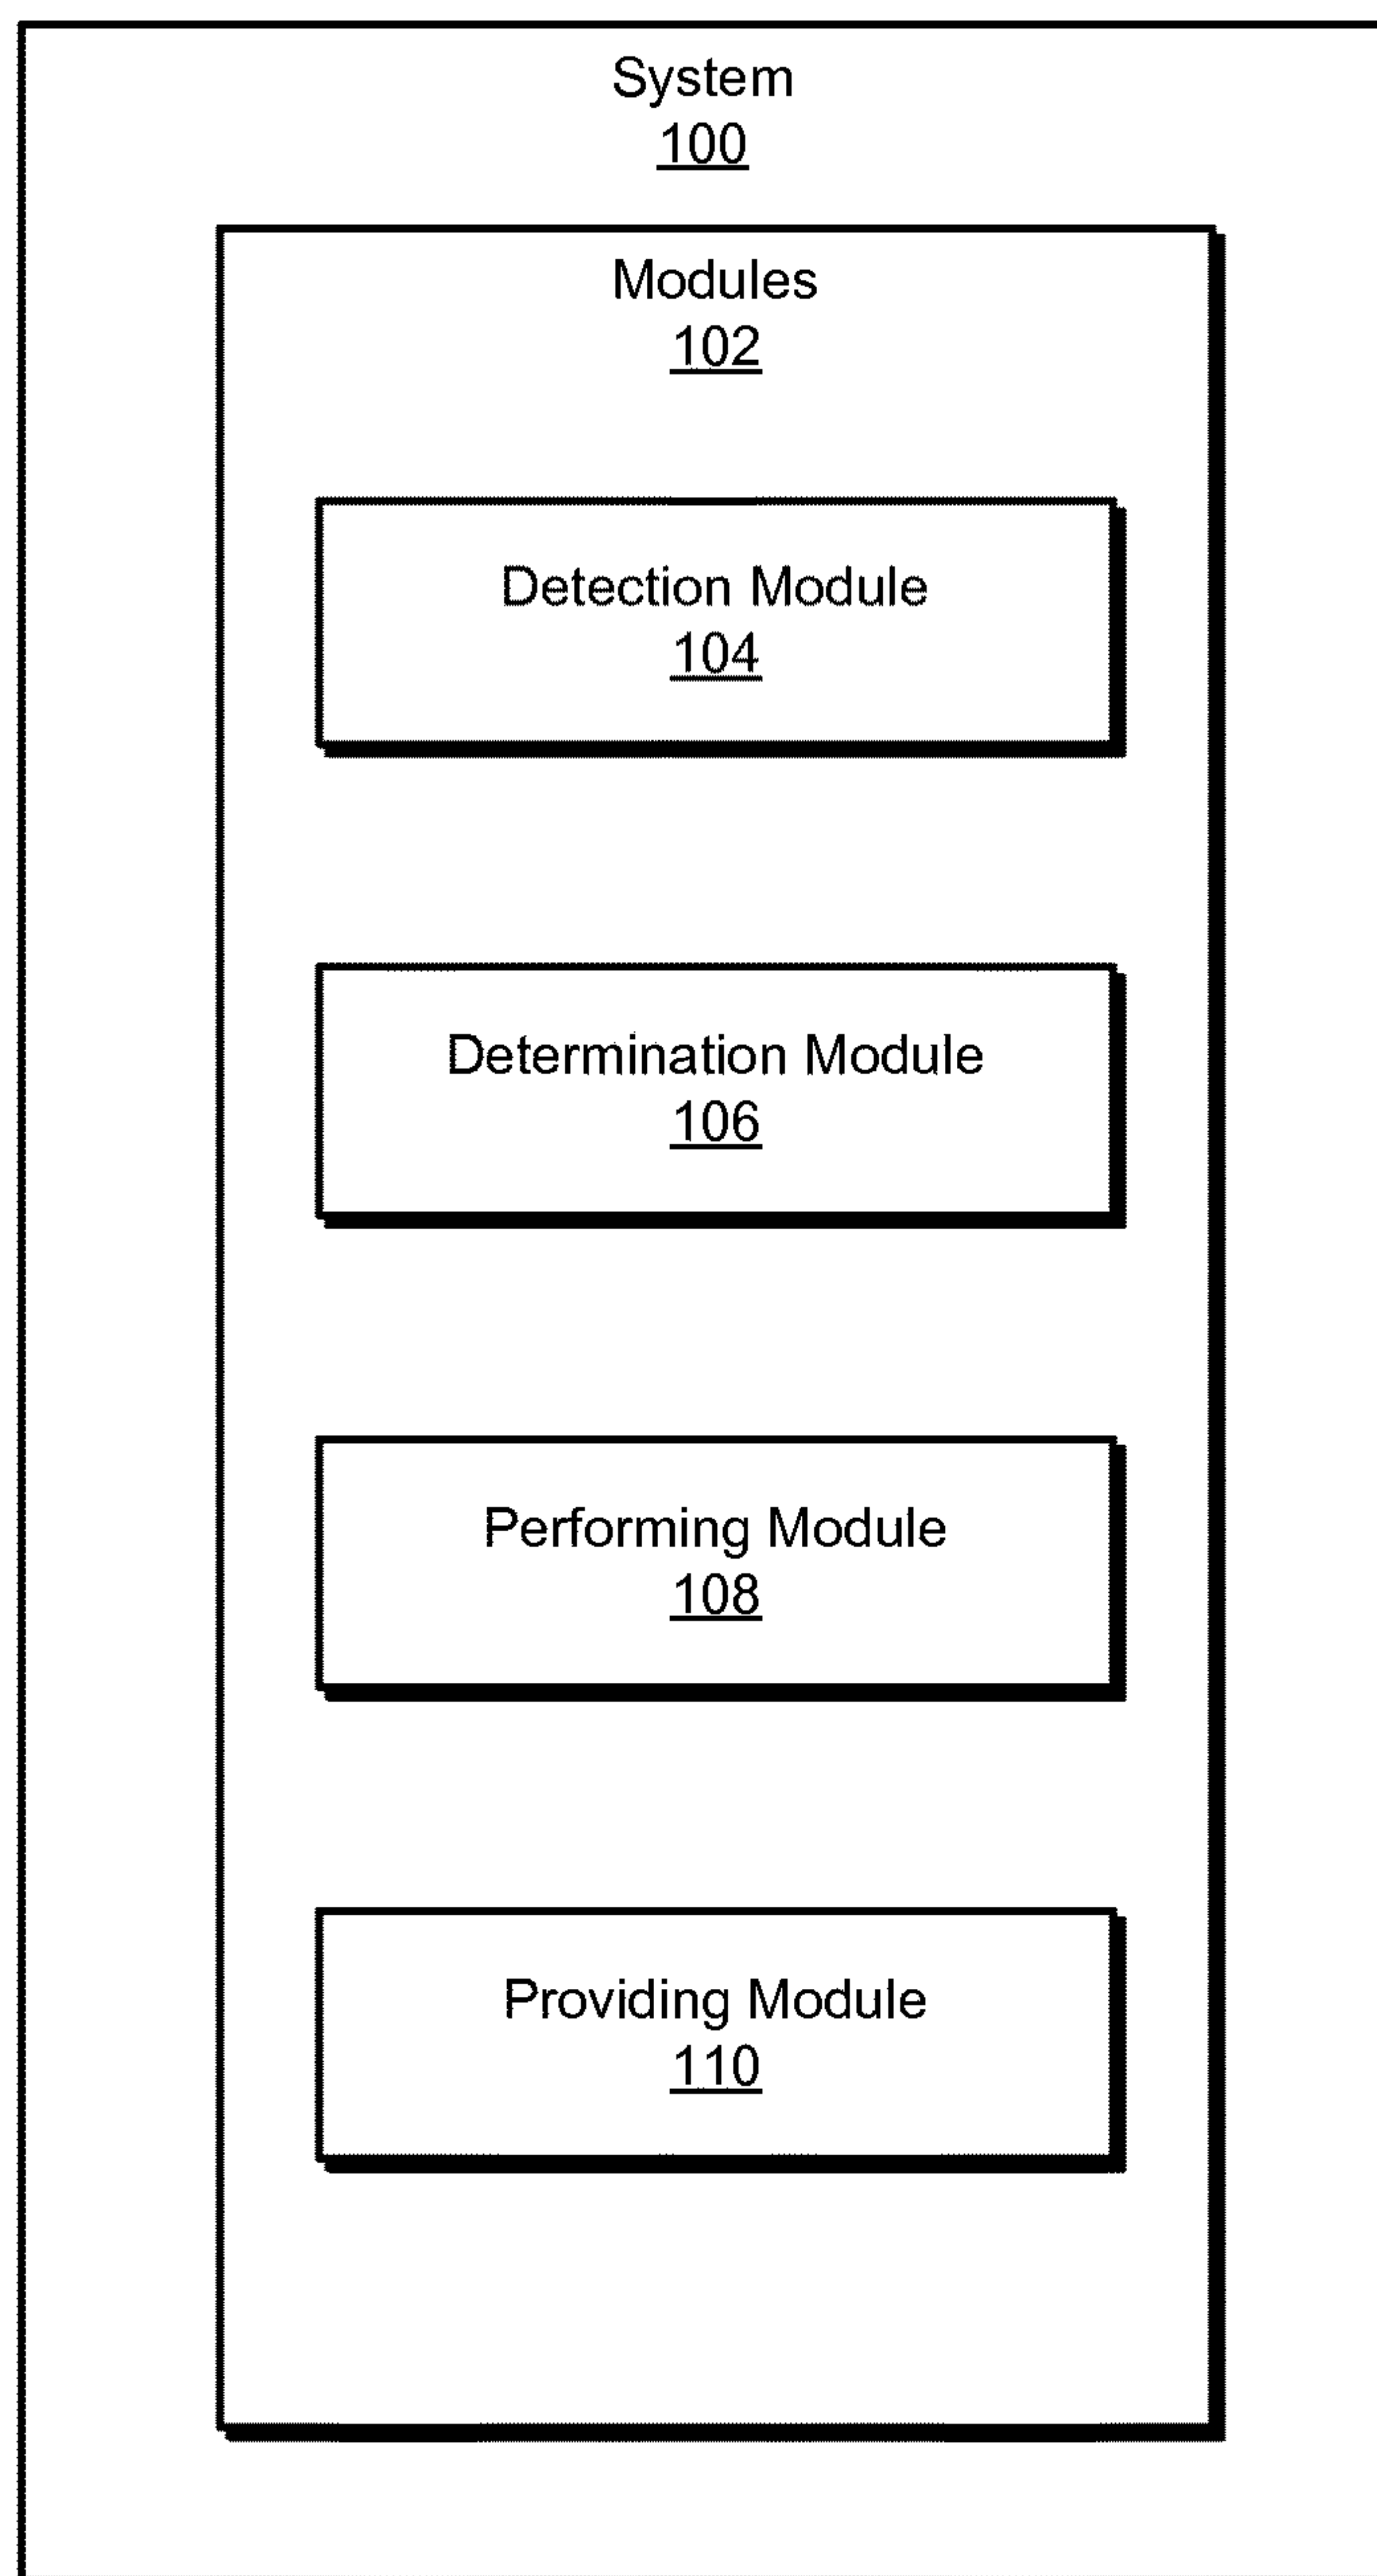 System
100
Modules
102
Detection Module
104
Determination Module
106
Performing Module
108
Providing Module
110